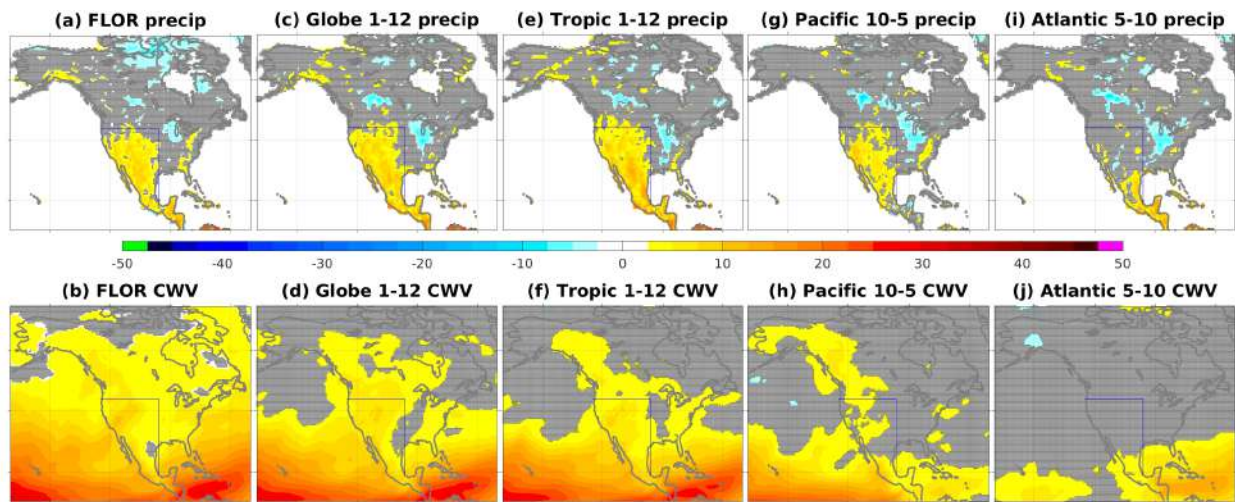 (a) FLOR precip (c) Globe 1-12 precip (e) Tropic 1-12 precip (g) Pacific 10-5 precip (i) Atlantic 5-10 precip
-50 -40 -30 -20 -10 0 10 20 30 40 50
(b) FLOR CWV (d) Globe 1-12 CWV (f) Tropic 1-12 CWV (h) Pacific 10-5 CWV (j) Atlantic 5-10 CWV